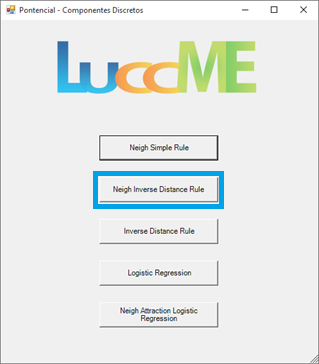 Pontencial - Componentes Discretos
LuccME
Neigh Simple Rule
Neigh Inverse Distance Rule
Inverse Distance Rule
Logistic Regression
Neigh Attraction Logistic
Regression